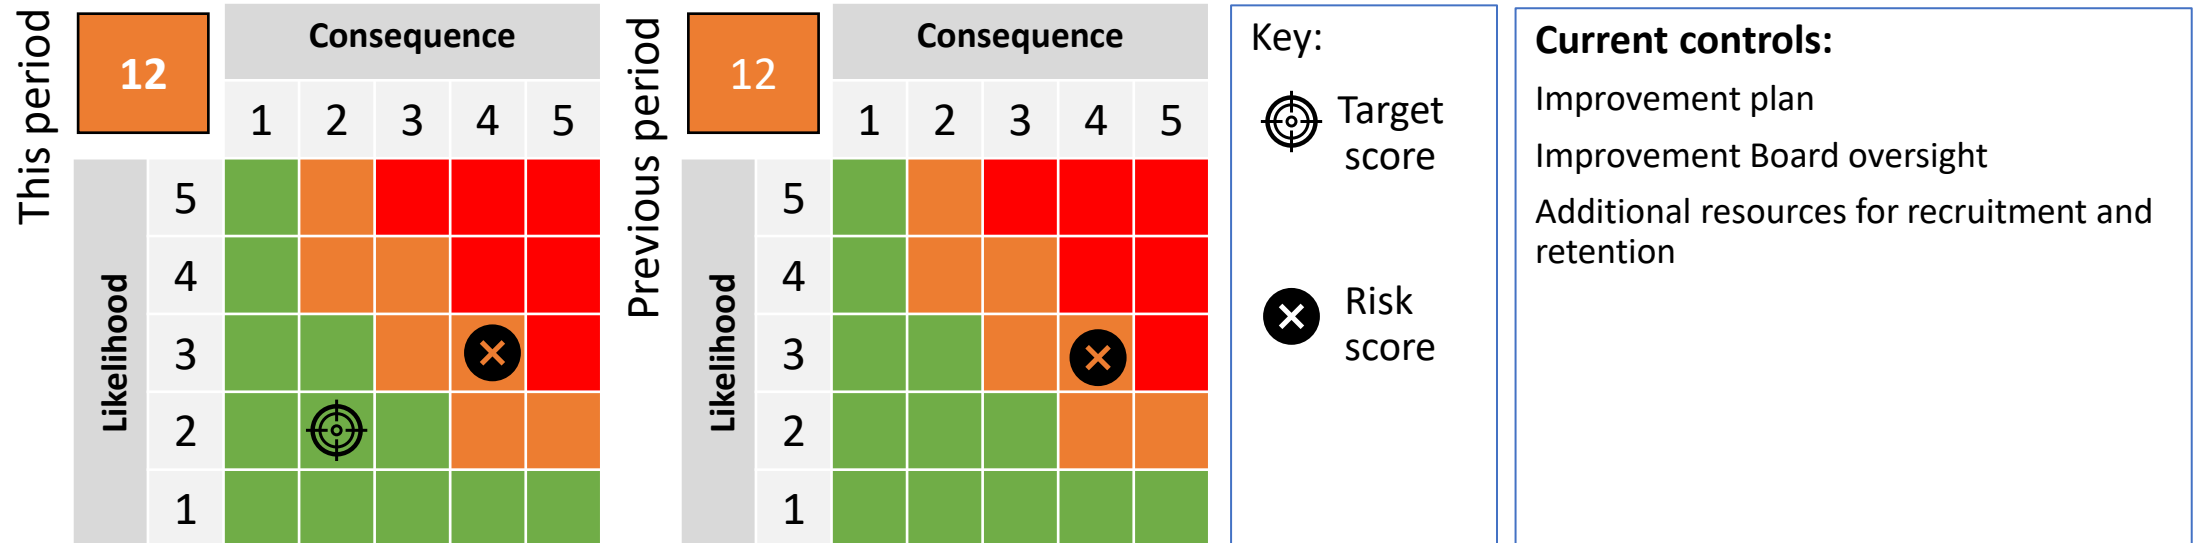 This period
12
Consequence
1 2 3 4 5
Likelihood
5
4
3
2
1
Previous period
12
Consequence
1 2 3 4 5
Likelihood
5
4
3
2
1
Key:
Target
score
Risk
score
Current controls:
Improvement plan
Improvement Board oversight
Additional resources for recruitment and
retention